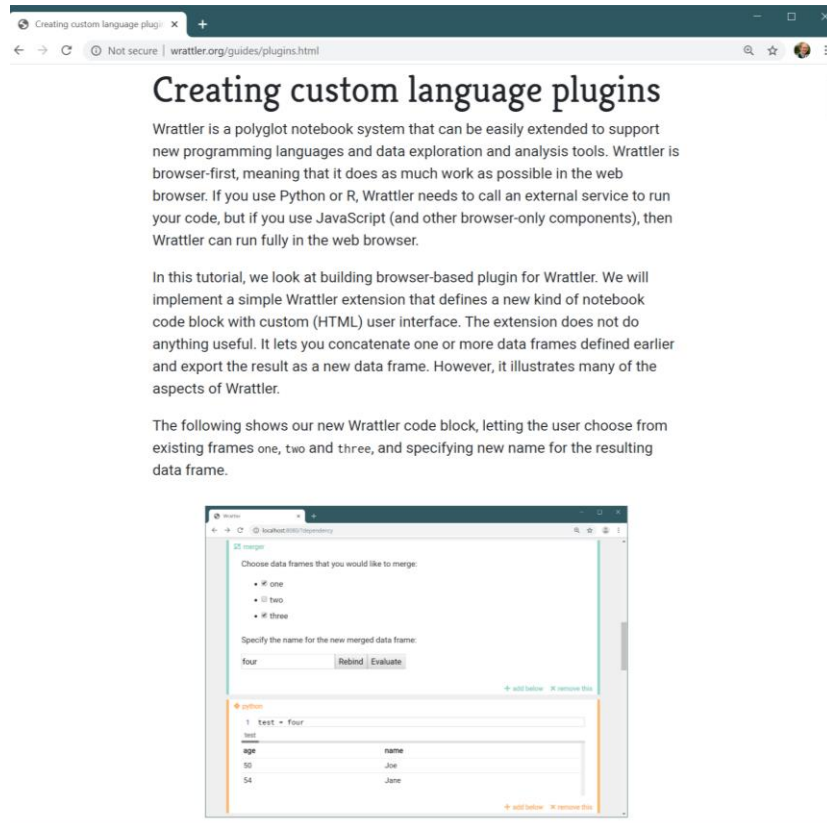 Creating custom language plugi
Not secure | wrattler.org/guides/plugins.html
Creating custom language plugins
Wrattler is a polyglot notebook system that can be easily extended to support
new programming languages and data exploration and analysis tools. Wrattler is
browser-first, meaning that it does as much work as possible in the web
browser. If you use Python or R, Wrattler needs to call an external service to run
your code, but if you use JavaScript (and other browser-only components), then
Wrattler can run fully in the web browser.
In this tutorial, we look at building browser-based plugin for Wrattler. We will
implement a simple Wrattler extension that defines a new kind of notebook
code block with custom (HTML) user interface. The extension does not do
anything useful. It lets you concatenate one or more data frames defined earlier
and export the result as a new data frame. However, it illustrates many of the
aspects of Wrattler.
The following shows our new Wrattler code block, letting the user choose from
existing frames one, two and three, and specifying new name for the resulting
data frame.
Wrattler
localhost:8080/?dependency
merger
Choose data frames that you would like to merge:
one
two
three
Specify the name for the new merged data frame:
four Rebind Evaluate
+ add below × remove this
python
1 test = four
test
age name
50 Joe
54 Jane
+ add below × remove this